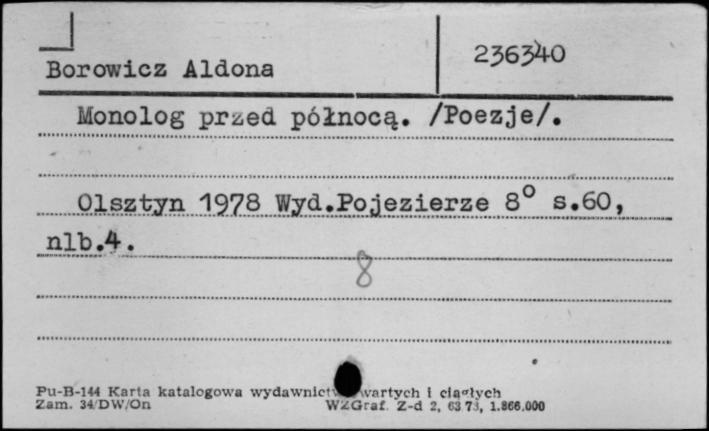 Borowicz Aldona
236340
Monolog przed północą. /Poezje/.
Olsztyn 1978 Wyd.Pojezierze 8° s.60,
nlb.4.
8
Pu-B-144 Karta katalogowa wydawnictw zwartych i ciągłych
Zam. 34/DW/On WZGraf. Z-d 2, 63 73, 1.866.000